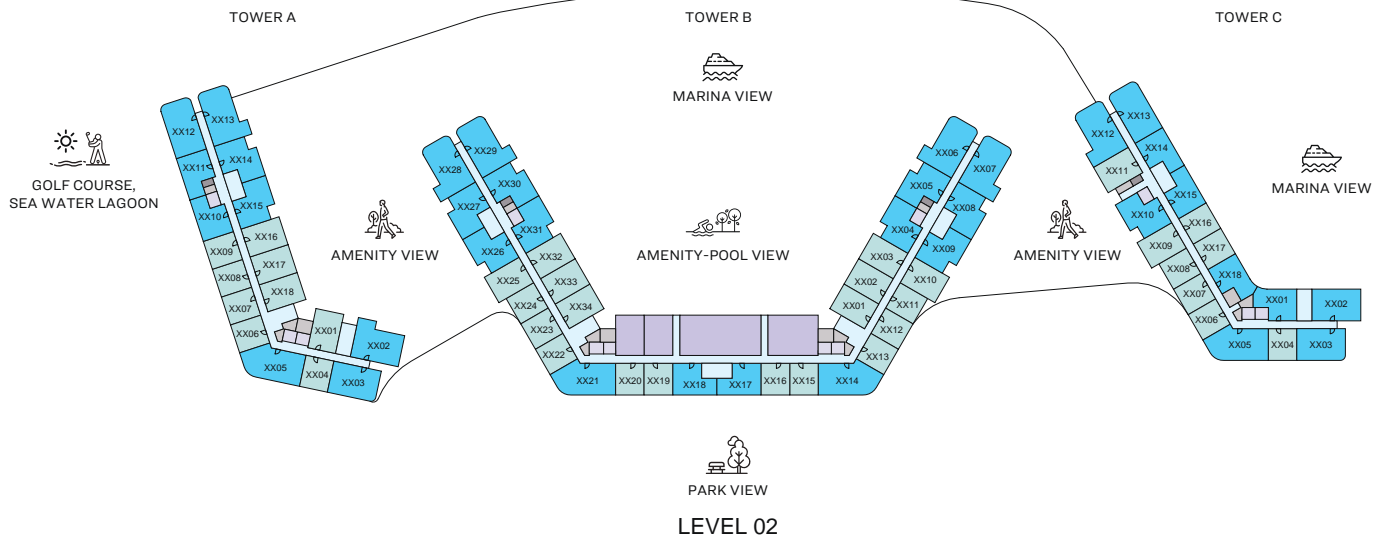 TOWER A
TOWER B
TOWER C
MARINA VIEW
GOLF COURSE,
SEA WATER LAGOON
AMENITY VIEW
AMENITY-POOL VIEW
AMENITY VIEW
MARINA VIEW
XX12
XX13
XX11
XX14
XX10
XX15
XX09
XX16
XX08
XX17
XX07
XX18
XX06
XX01
XX02
XX05
XX04
XX03
XX28
XX29
XX27
XX30
XX26
XX31
XX25
XX32
XX24
XX33
XX23
XX34
XX22
XX21
XX20
XX19
XX18
XX17
XX16
XX15
XX14
XX06
XX07
XX05
XX08
XX04
XX09
XX03
XX10
XX02
XX11
XX01
XX12
XX13
XX12
XX13
XX11
XX14
XX10
XX15
XX09
XX16
XX08
XX17
XX07
XX18
XX06
XX01
XX02
XX05
XX04
XX03
PARK VIEW
LEVEL 02